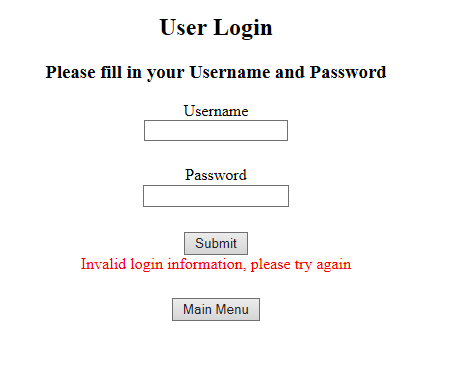 User Login
Please fill in your Username and Password
Username
Password
Submit
Invalid login information, please try again
Main Menu